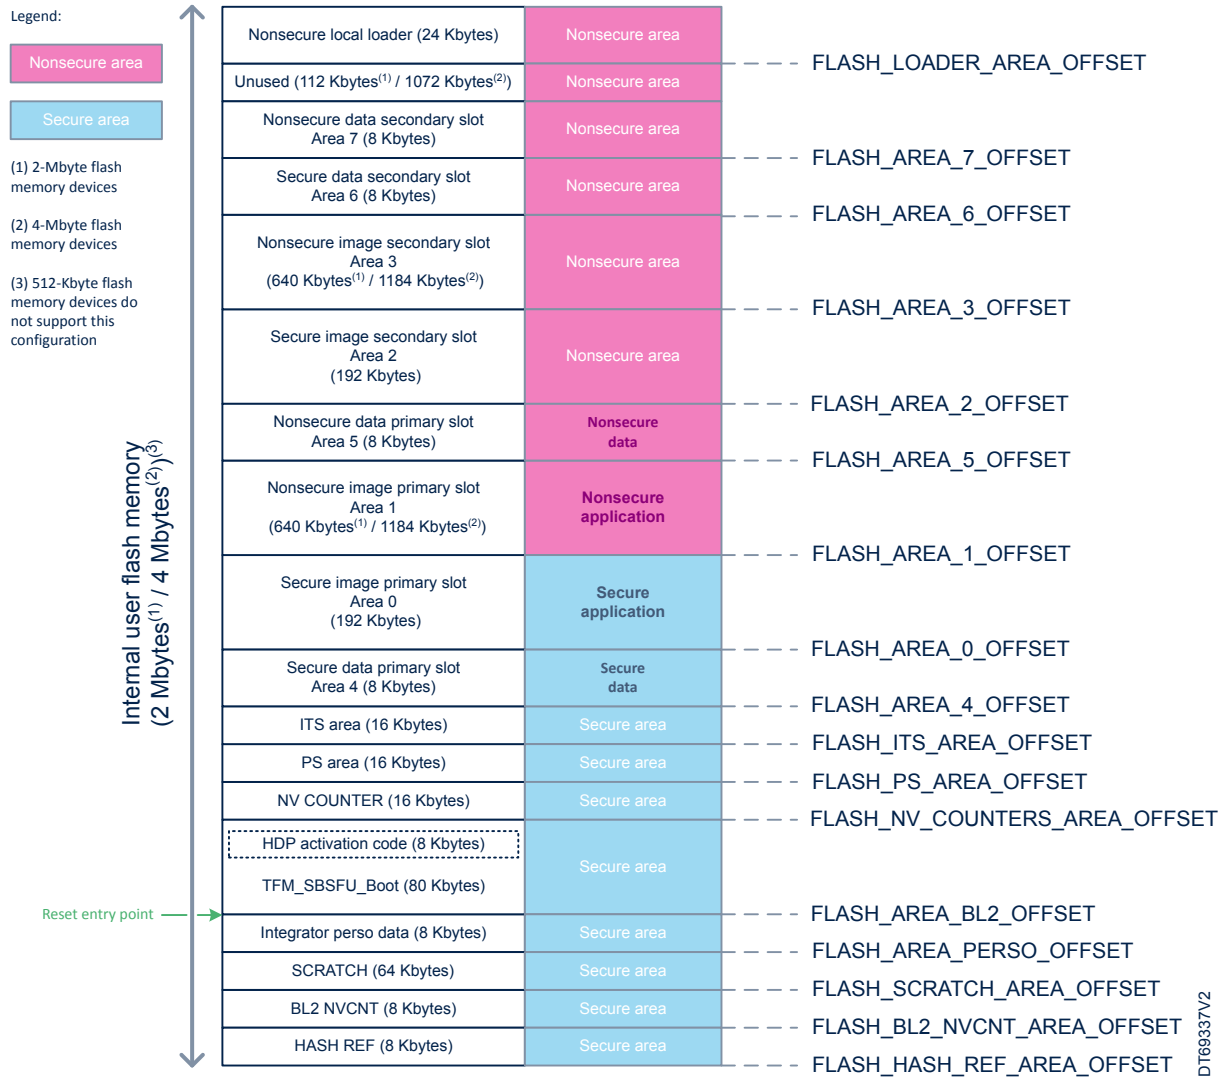 Legend:
Nonsecure area
Secure area
(1) 2-Mbyte flash
memory devices
(2) 4-Mbyte flash
memory devices
(3) 512-Kbyte flash
memory devices do
not support this
configuration
Internal user flash memory
(2 Mbytes(1) / 4 Mbytes(2))(3)
Reset entry point
Nonsecure local loader (24 Kbytes)
Nonsecure area
FLASH_LOADER_AREA_OFFSET
Unused (112 Kbytes(1) / 1072 Kbytes(2))
Nonsecure area
Nonsecure data secondary slot
Area 7 (8 Kbytes)
Nonsecure area
FLASH_AREA_7_OFFSET
Secure data secondary slot
Area 6 (8 Kbytes)
Nonsecure area
FLASH_AREA_6_OFFSET
Nonsecure image secondary slot
Area 3
(640 Kbytes(1) / 1184 Kbytes(2))
Nonsecure area
FLASH_AREA_3_OFFSET
Secure image secondary slot
Area 2
(192 Kbytes)
Nonsecure area
FLASH_AREA_2_OFFSET
Nonsecure data primary slot
Area 5 (8 Kbytes)
Nonsecure
data
FLASH_AREA_5_OFFSET
Nonsecure image primary slot
Area 1
(640 Kbytes(1) / 1184 Kbytes(2))
Nonsecure
application
FLASH_AREA_1_OFFSET
Secure image primary slot
Area 0
(192 Kbytes)
Secure
application
FLASH_AREA_0_OFFSET
Secure data primary slot
Area 4 (8 Kbytes)
Secure
data
FLASH_AREA_4_OFFSET
ITS area (16 Kbytes)
Secure area
FLASH_ITS_AREA_OFFSET
PS area (16 Kbytes)
Secure area
FLASH_PS_AREA_OFFSET
NV COUNTER (16 Kbytes)
Secure area
FLASH_NV_COUNTERS_AREA_OFFSET
HDP activation code (8 Kbytes)
TFM_SBSFU_Boot (80 Kbytes)
Secure area
FLASH_AREA_BL2_OFFSET
Integrator perso data (8 Kbytes)
Secure area
FLASH_AREA_PERSO_OFFSET
SCRATCH (64 Kbytes)
Secure area
FLASH_SCRATCH_AREA_OFFSET
BL2 NVCNT (8 Kbytes)
Secure area
FLASH_BL2_NVCNT_AREA_OFFSET
HASH REF (8 Kbytes)
Secure area
FLASH_HASH_REF_AREA_OFFSET
DT69337V2